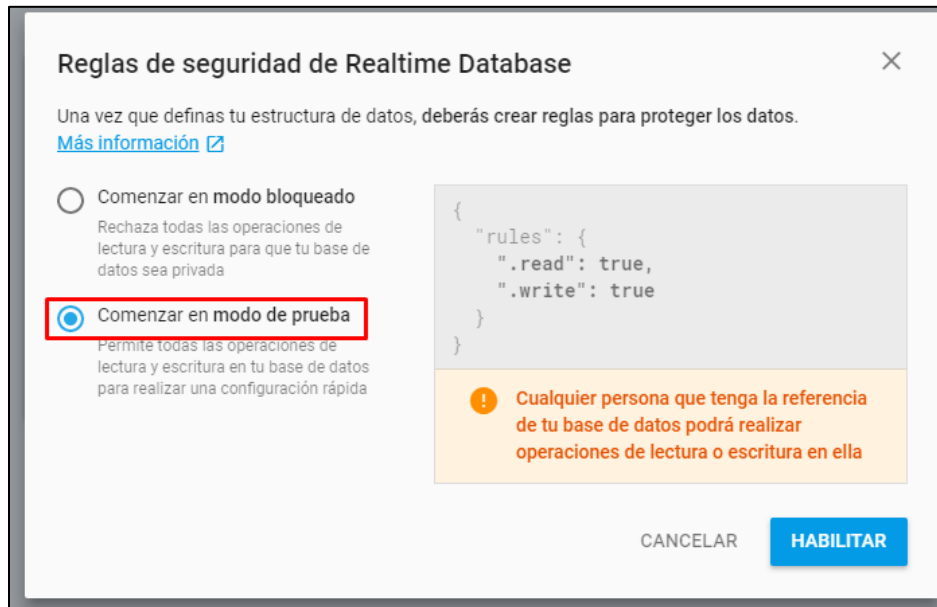 Reglas de seguridad de Realtime Database
Una vez que definas tu estructura de datos, deberás crear reglas para proteger los datos.
Más información
Comenzar en modo bloqueado
Rechaza todas las operaciones de
lectura y escritura para que tu base de
datos sea privada
Comenzar en modo de prueba
Permite todas las operaciones de
lectura y escritura en tu base de datos
para realizar una configuración rápida
{
"rules": {
".read": true,
".write": true
}
}
Cualquier persona que tenga la referencia
de tu base de datos podrá realizar
operaciones de lectura o escritura en ella
CANCELAR
HABILITAR